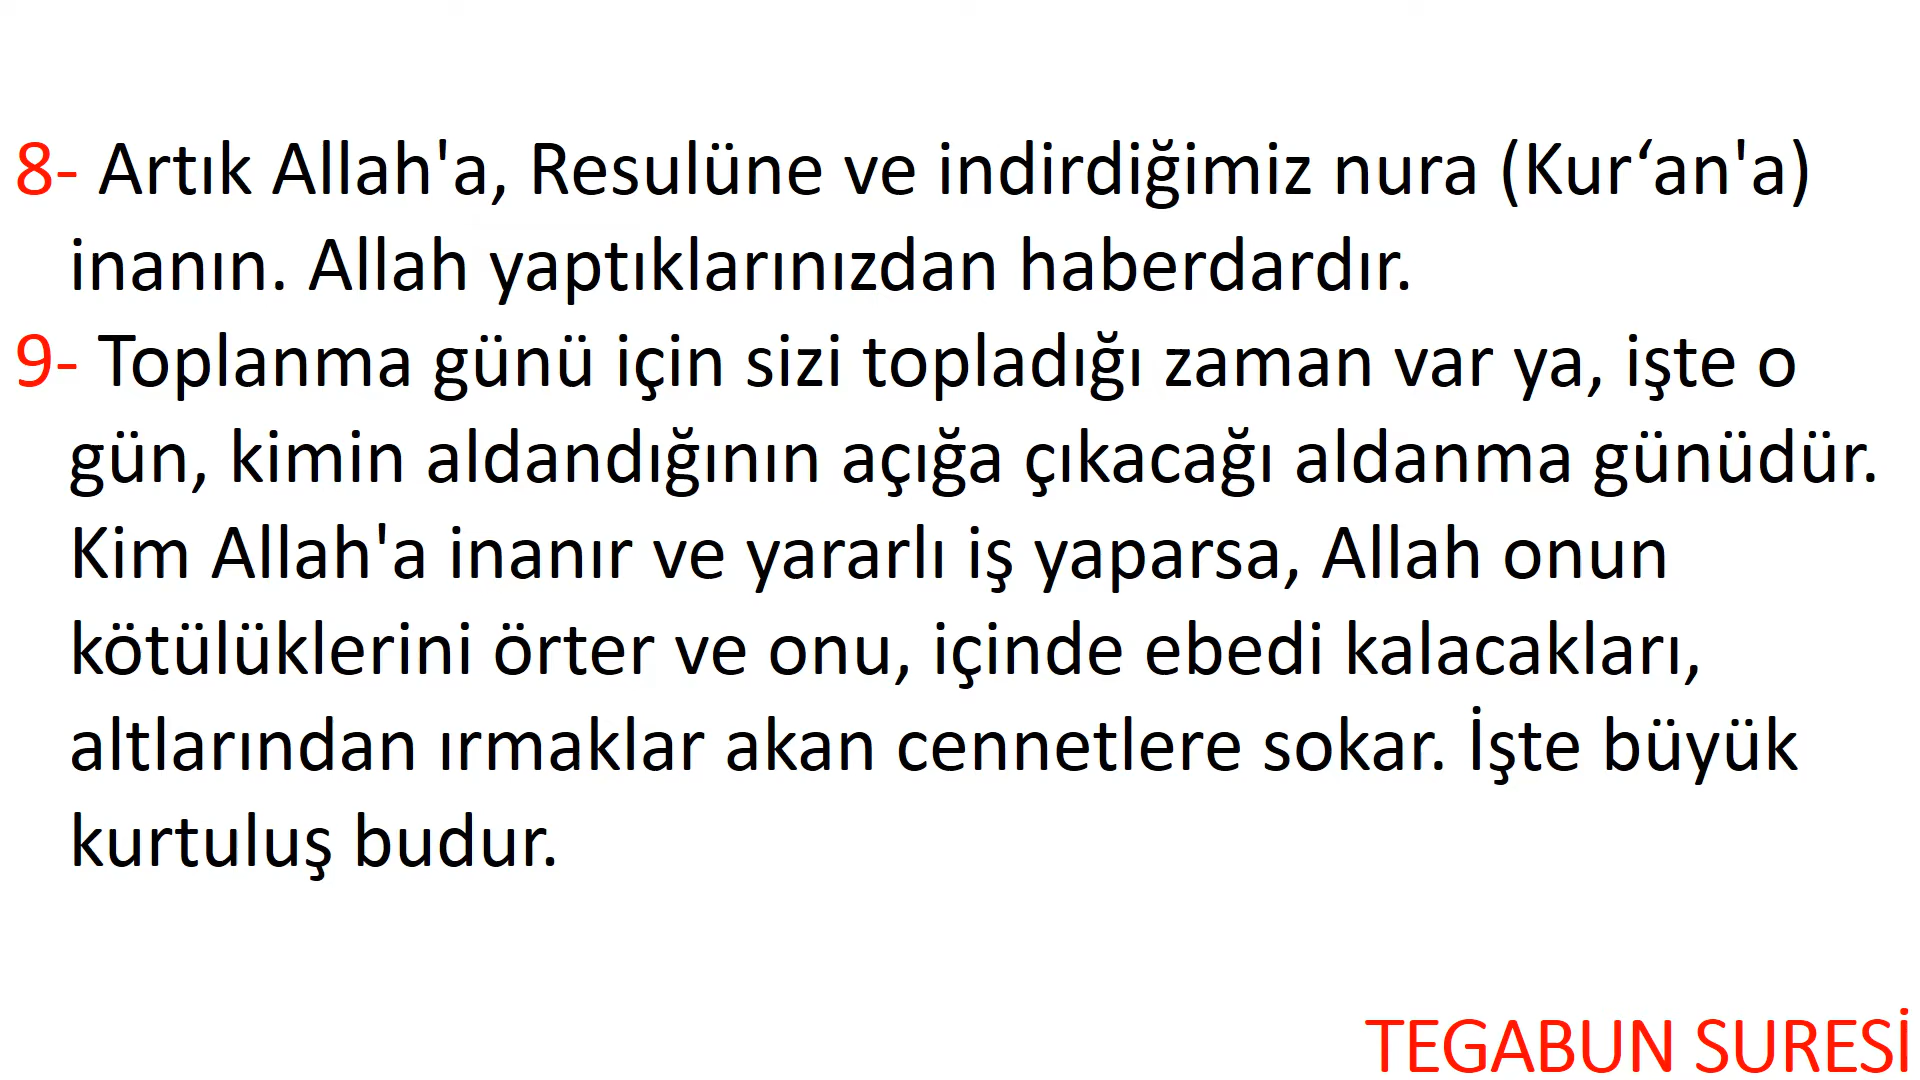 8- Artık Allah'a, Resulüne ve indirdiğimiz nura (Kur‘an'a)
inanın. Allah yaptıklarınızdan haberdardır.
9- Toplanma günü için sizi topladığı zaman var ya, işte o
gün, kimin aldandığının açığa çıkacağı aldanma günüdür.
Kim Allah'a inanır ve yararlı iş yaparsa, Allah onun
kötülüklerini örter ve onu, içinde ebedi kalacakları,
altlarından ırmaklar akan cennetlere sokar. İşte büyük
kurtuluş budur.
TEGABUN SURESİ